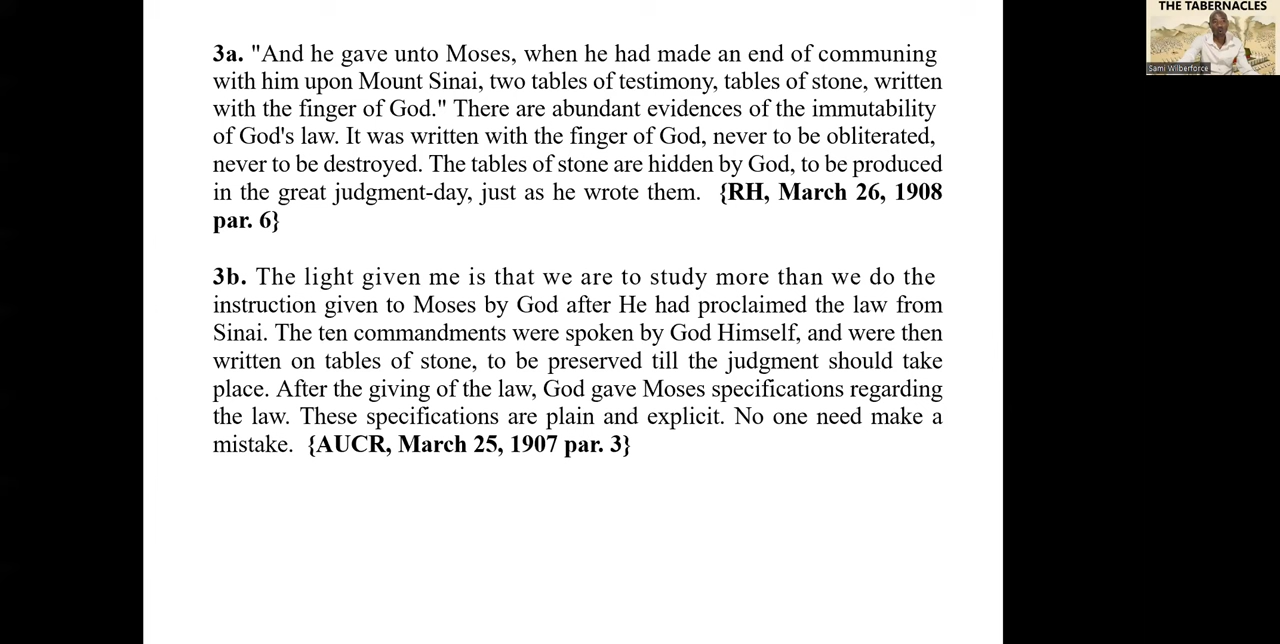 THE TABERNACLES
Sami Wilberforce
3a. "And he gave unto Moses, when he had made an end of communing
with him upon Mount Sinai, two tables of testimony, tables of stone, written
with the finger of God." There are abundant evidences of the immutability
of God's law. It was written with the finger of God, never to be obliterated,
never to be destroyed. The tables of stone are hidden by God, to be produced
in the great judgment-day, just as he wrote them. {RH, March 26, 1908
par. 6}
3b. The light given me is that we are to study more than we do the
instruction given to Moses by God after He had proclaimed the law from
Sinai. The ten commandments were spoken by God Himself, and were then
written on tables of stone, to be preserved till the judgment should take
place. After the giving of the law, God gave Moses specifications regarding
the law. These specifications are plain and explicit. No one need make a
mistake. {AUCR, March 25, 1907 par. 3}